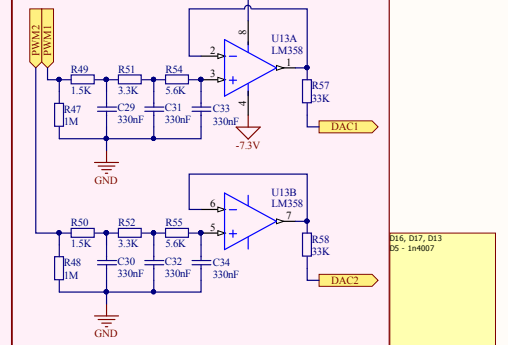 PWM2
PWM1
8
U13A
LM358
2
1
3
4
R49
1.5K
R51
3.3K
R54
5.6K
R57
33K
R47
1M
C29
330nF
C31
330nF
C33
330nF
DAC1
-7.3V
GND
U13B
LM358
6
7
5
R50
1.5K
R52
3.3K
R55
5.6K
R58
33K
R48
1M
C30
330nF
C32
330nF
C34
330nF
DAC2
GND
D16, D17, D13
DS - 1n4007